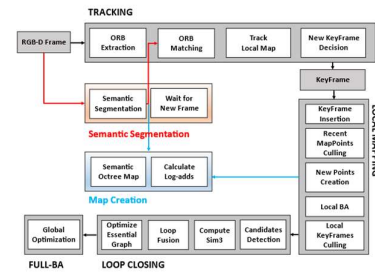 TRACKING
RGB-D Frame
ORB
Extraction
ORB
Matching
Track
Local Map
New KeyFrame
Decision
KeyFrame
Semantic
Segmentation
Wait for
New Frame
Semantic Segmentation
Semantic
Octree Map
Calculate
Log-adds
Map Creation
LOCAL MAPPING
KeyFrame
Insertion
Recent
MapPoints
Culling
New Points
Creation
Local BA
Local
KeyFrames
Culling
Global
Optimization
Optimize
Essential
Graph
Loop
Fusion
Compute
Sim3
Candidates
Detection
FULL-BA
LOOP CLOSING